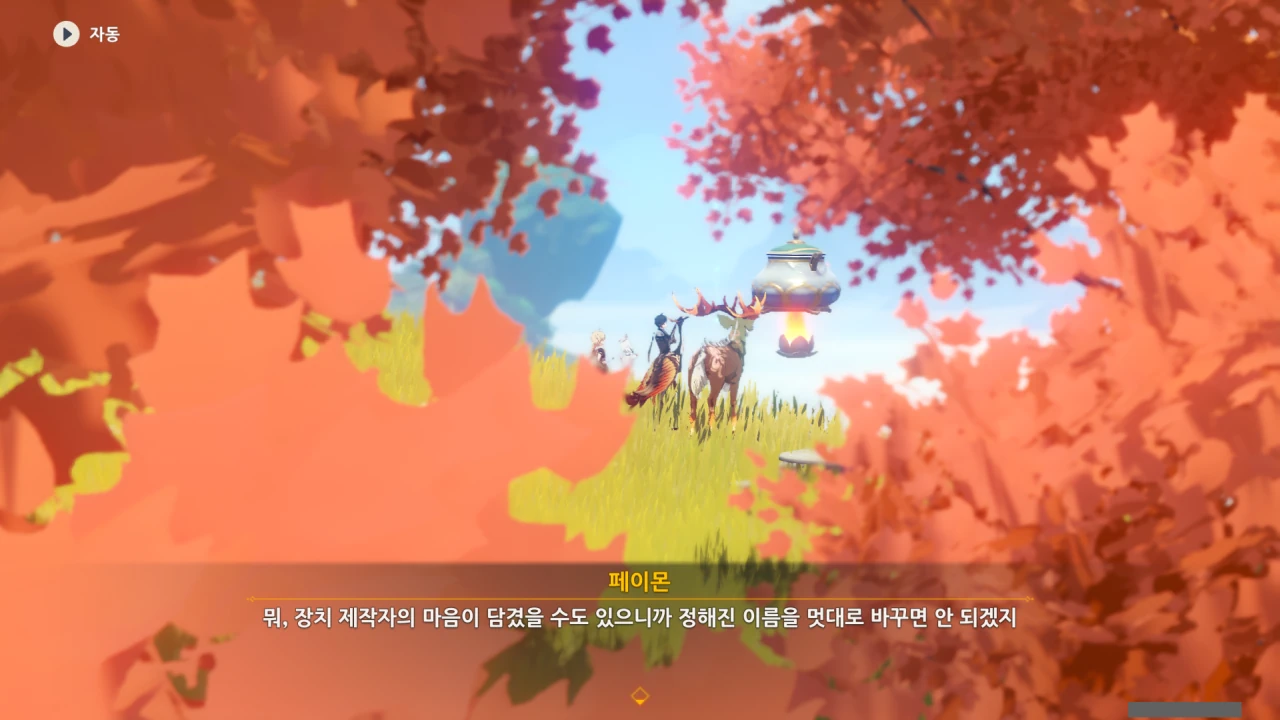 자동
페이몬
뭐, 장치 제작자의 마음이 담겼을 수도 있으니까 정해진 이름을 멋대로 바꾸면 안 되겠지